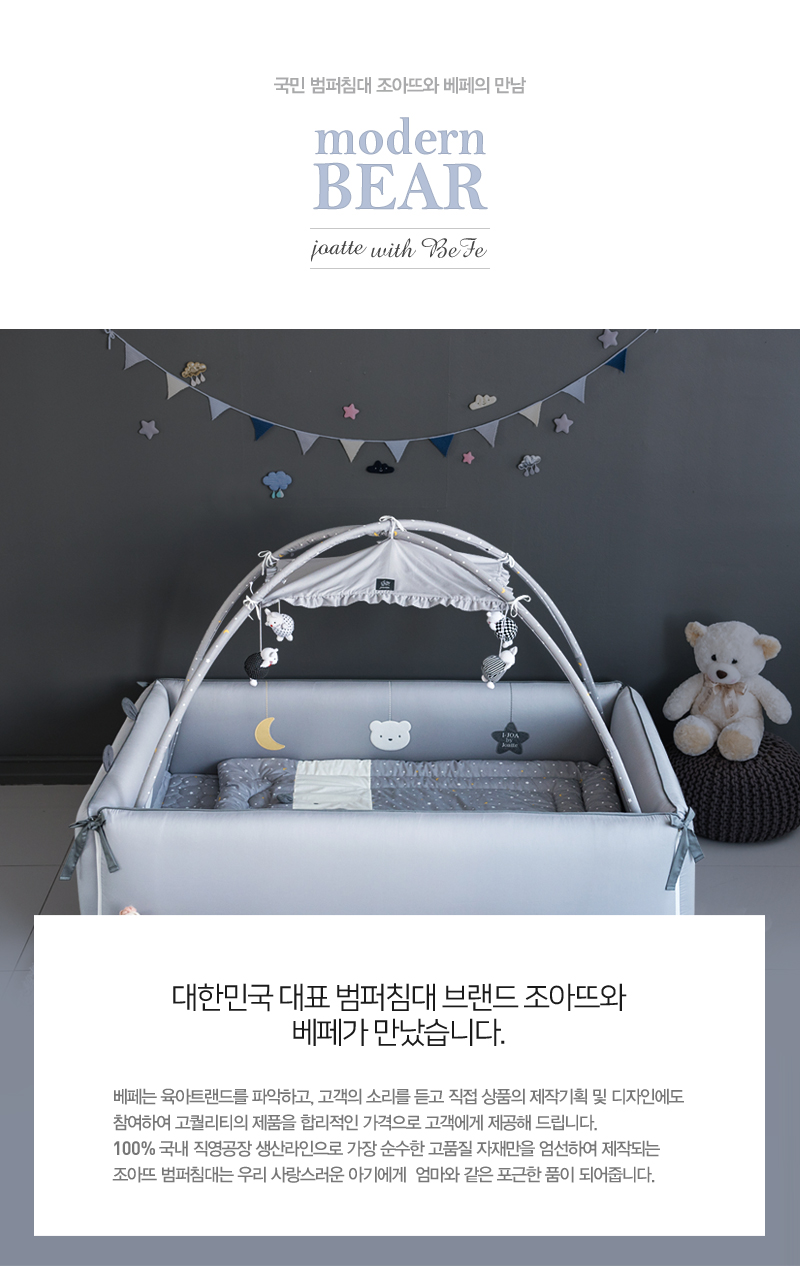 국민 범퍼침대 조아뜨와 베페의 만남
modern
BEAR
joatte with BeFe
I·JOA
by
Joatte
대한민국 대표 범퍼침대 브랜드 조아뜨와
베페가 만났습니다.
베페는 육아트랜드를 파악하고, 고객의 소리를 듣고 직접 상품의 제작기획 및 디자인에도
참여하여 고퀄리티의 제품을 합리적인 가격으로 고객에게 제공해 드립니다.
100% 국내 직영공장 생산라인으로 가장 순수한 고품질 자재만을 엄선하여 제작되는
조아뜨 범퍼침대는 우리 사랑스러운 아기에게 엄마와 같은 포근한 품이 되어줍니다.